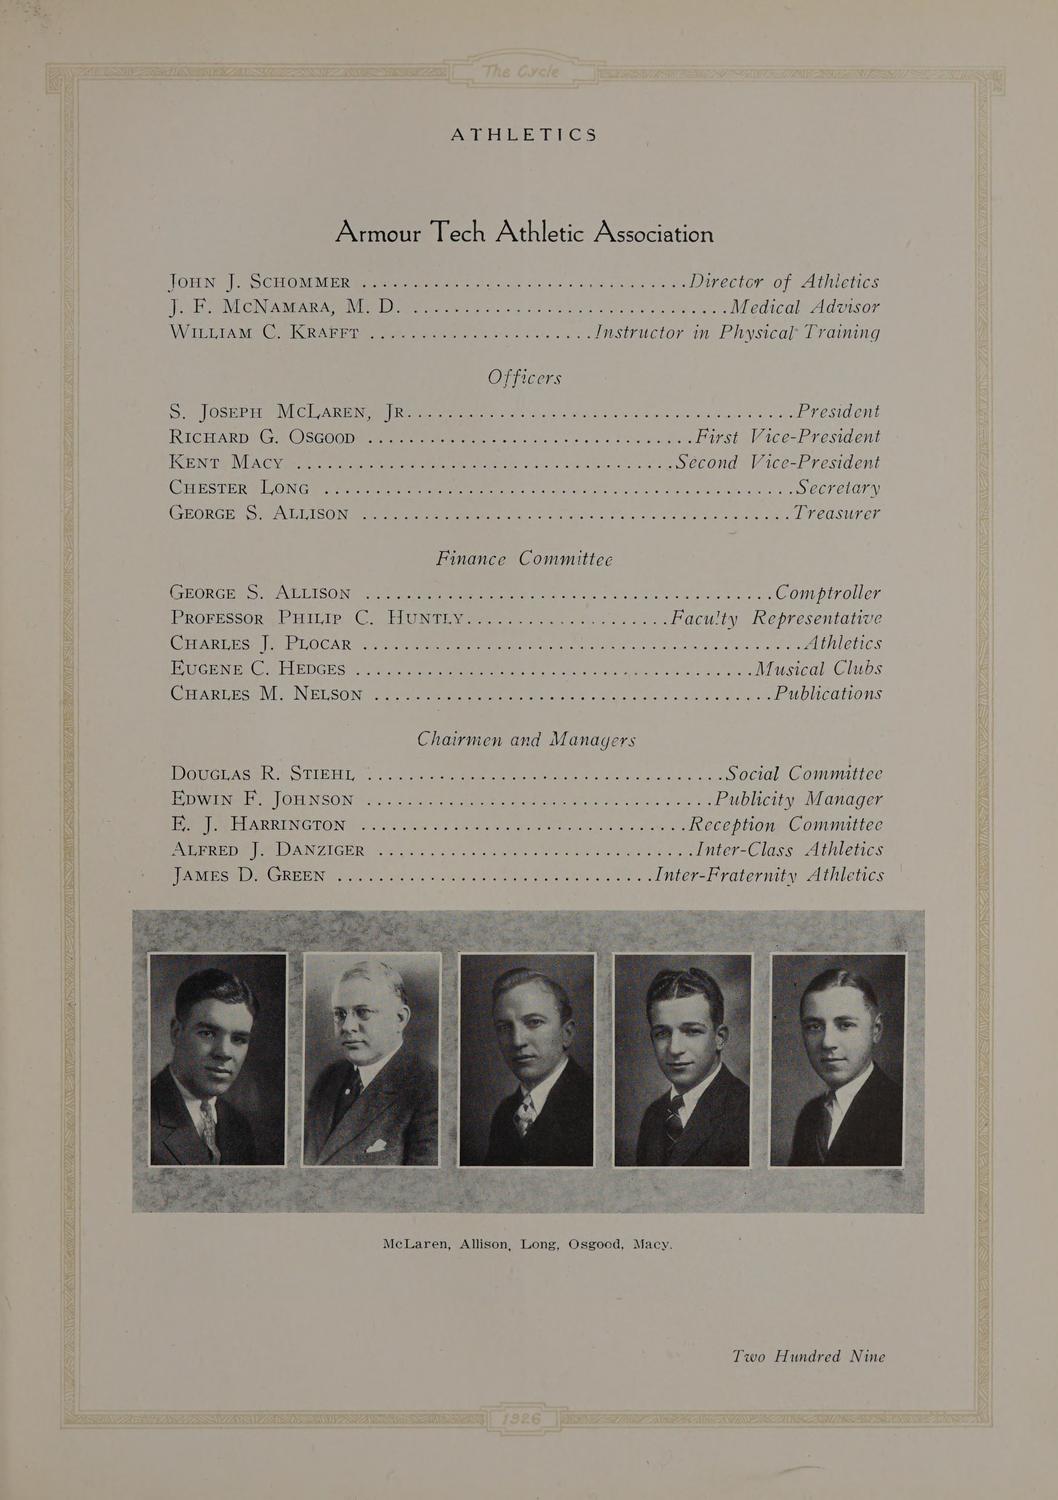 The Cycle
ATHLETICS
Armour Tech Athletic Association
JOHN J. SCHOMMER ................................ Director of Athletics
J. F. MCNAMARA, M. D. ............................... Medical Advisor
WILLIAM C. KRAFFT ...................... Instructor in Physical Training
Officers
S. JOSEPH MCLAREN, JR. ..................................... President
RICHARD G. OSGOOD ................................ First Vice-President
KENT MACY ..................................... Second Vice-President
CHESTER LONG .............................................. Secretary
GEORGE S. ALLISON .......................................... Treasurer
Finance Committee
GEORGE S. ALLISON ........................................ Comptroller
PROFESSOR PHILIP C. HUNTLY .................... Faculty Representative
CHARLES J. PLOCAR ........................................... Athletics
EUGENE C. HEDGES ....................................... Musical Clubs
CHARLES M. NELSON ....................................... Publications
Chairmen and Managers
DOUGLAS R. STIEHL ................................... Social Committee
EDWIN F. JOHNSON .................................. Publicity Manager
E. J. HARRINGTON ................................ Reception Committee
ALFRED J. DANZIGER ............................... Inter-Class Athletics
JAMES D. GREEN ............................... Inter-Fraternity Athletics
McLaren, Allison, Long, Osgood, Macy.
Two Hundred Nine
1926